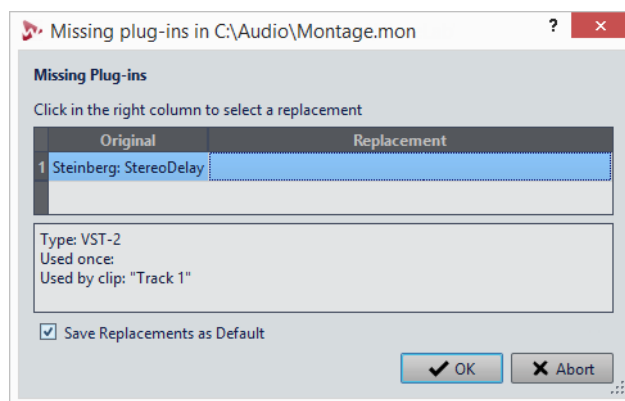 Missing plug-ins in C:\Audio\Montage.mon
?
Missing Plug-ins
Click in the right column to select a replacement
Original Replacement
1 Steinberg: StereoDelay
Type: VST-2
Used once:
Used by clip: "Track 1"
Save Replacements as Default
OK Abort